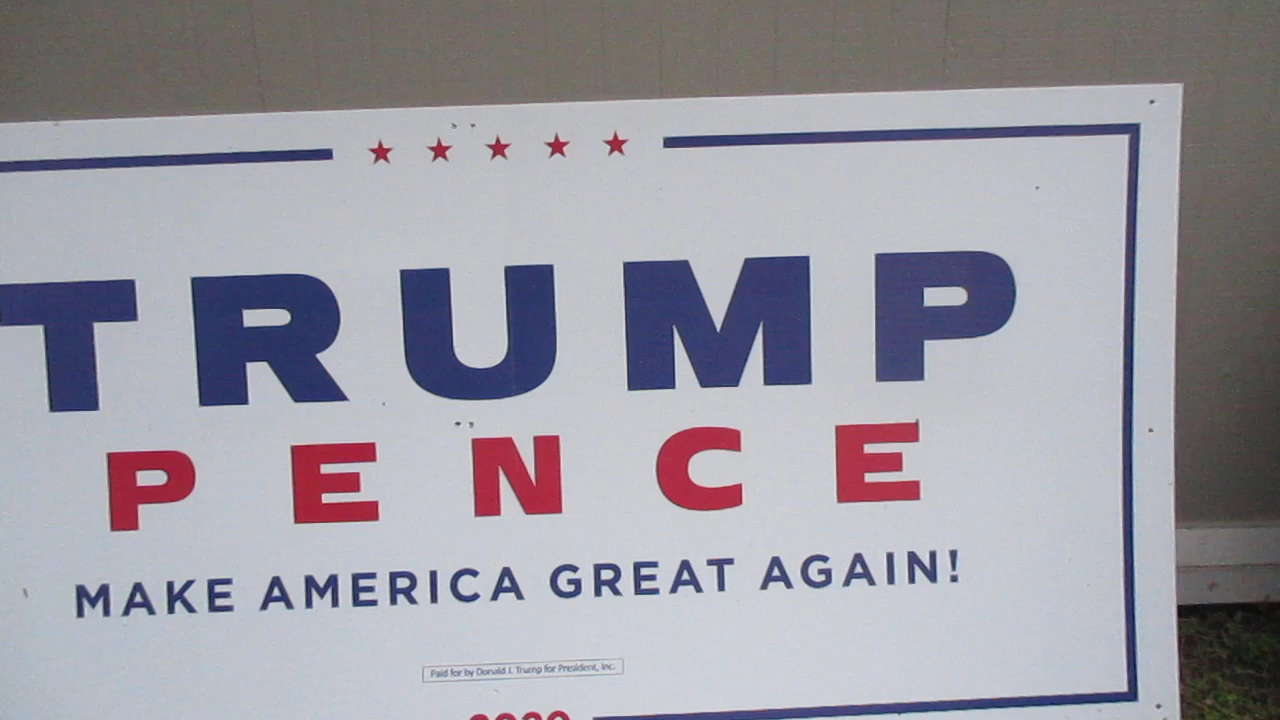 TRUMP
PENCE
MAKE AMERICA GREAT AGAIN!
Paid for by Donald J. Trump for President, Inc.